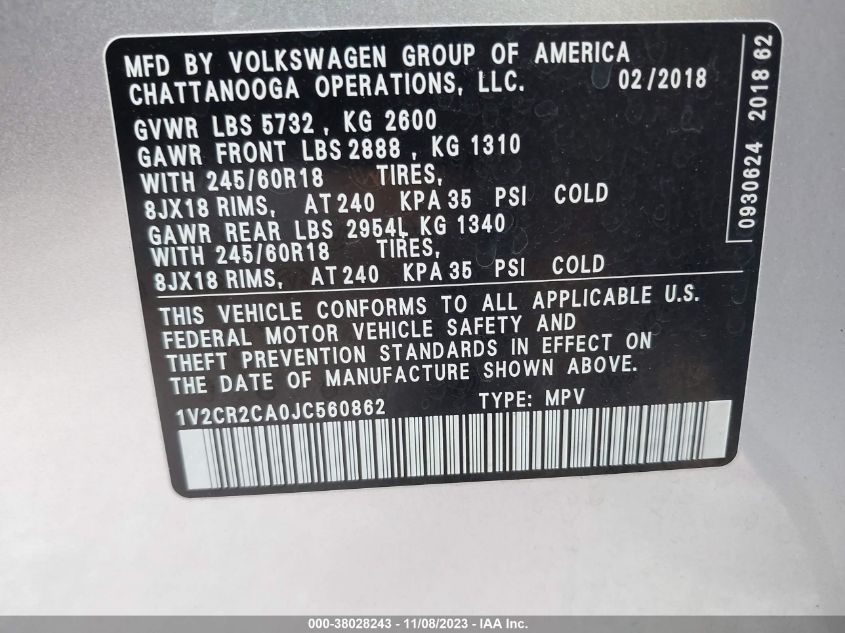 MFD BY VOLKSWAGEN GROUP OF AMERICA
CHATTANOOGA OPERATIONS, LLC. 02/2018
GVWR LBS 5732 , KG 2600
GAWR FRONT LBS 2888 , KG 1310
WITH 245/60R18 TIRES,
8JX18 RIMS, AT 240 KPA 35 PSI COLD
GAWR REAR LBS 2954L KG 1340
WITH 245/60R18 TIRES,
8JX18 RIMS, AT 240 KPA 35 PSI COLD
THIS VEHICLE CONFORMS TO ALL APPLICABLE U.S.
FEDERAL MOTOR VEHICLE SAFETY AND
THEFT PREVENTION STANDARDS IN EFFECT ON
THE DATE OF MANUFACTURE SHOWN ABOVE.
1V2CR2CA0JC560862 TYPE: MPV
0930624 2018 62
000-38028243 - 11/08/2023 - IAA Inc.